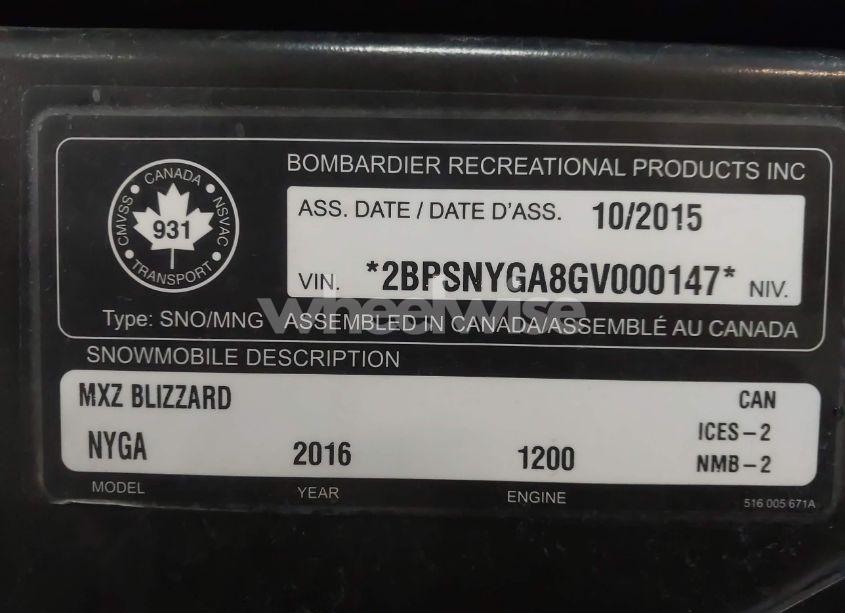 CANADA
CMVSS
NSVAC
931
TRANSPORT
BOMBARDIER RECREATIONAL PRODUCTS INC
ASS. DATE / DATE D'ASS. 10/2015
VIN. *2BPSNYGA8GV000147* NIV.
wheelwise
Type: SNO/MNG ASSEMBLED IN CANADA/ASSEMBLÉ AU CANADA
SNOWMOBILE DESCRIPTION
MXZ BLIZZARD CAN
ICES-2
NYGA 2016 1200 NMB-2
MODEL YEAR ENGINE 516 005 671A